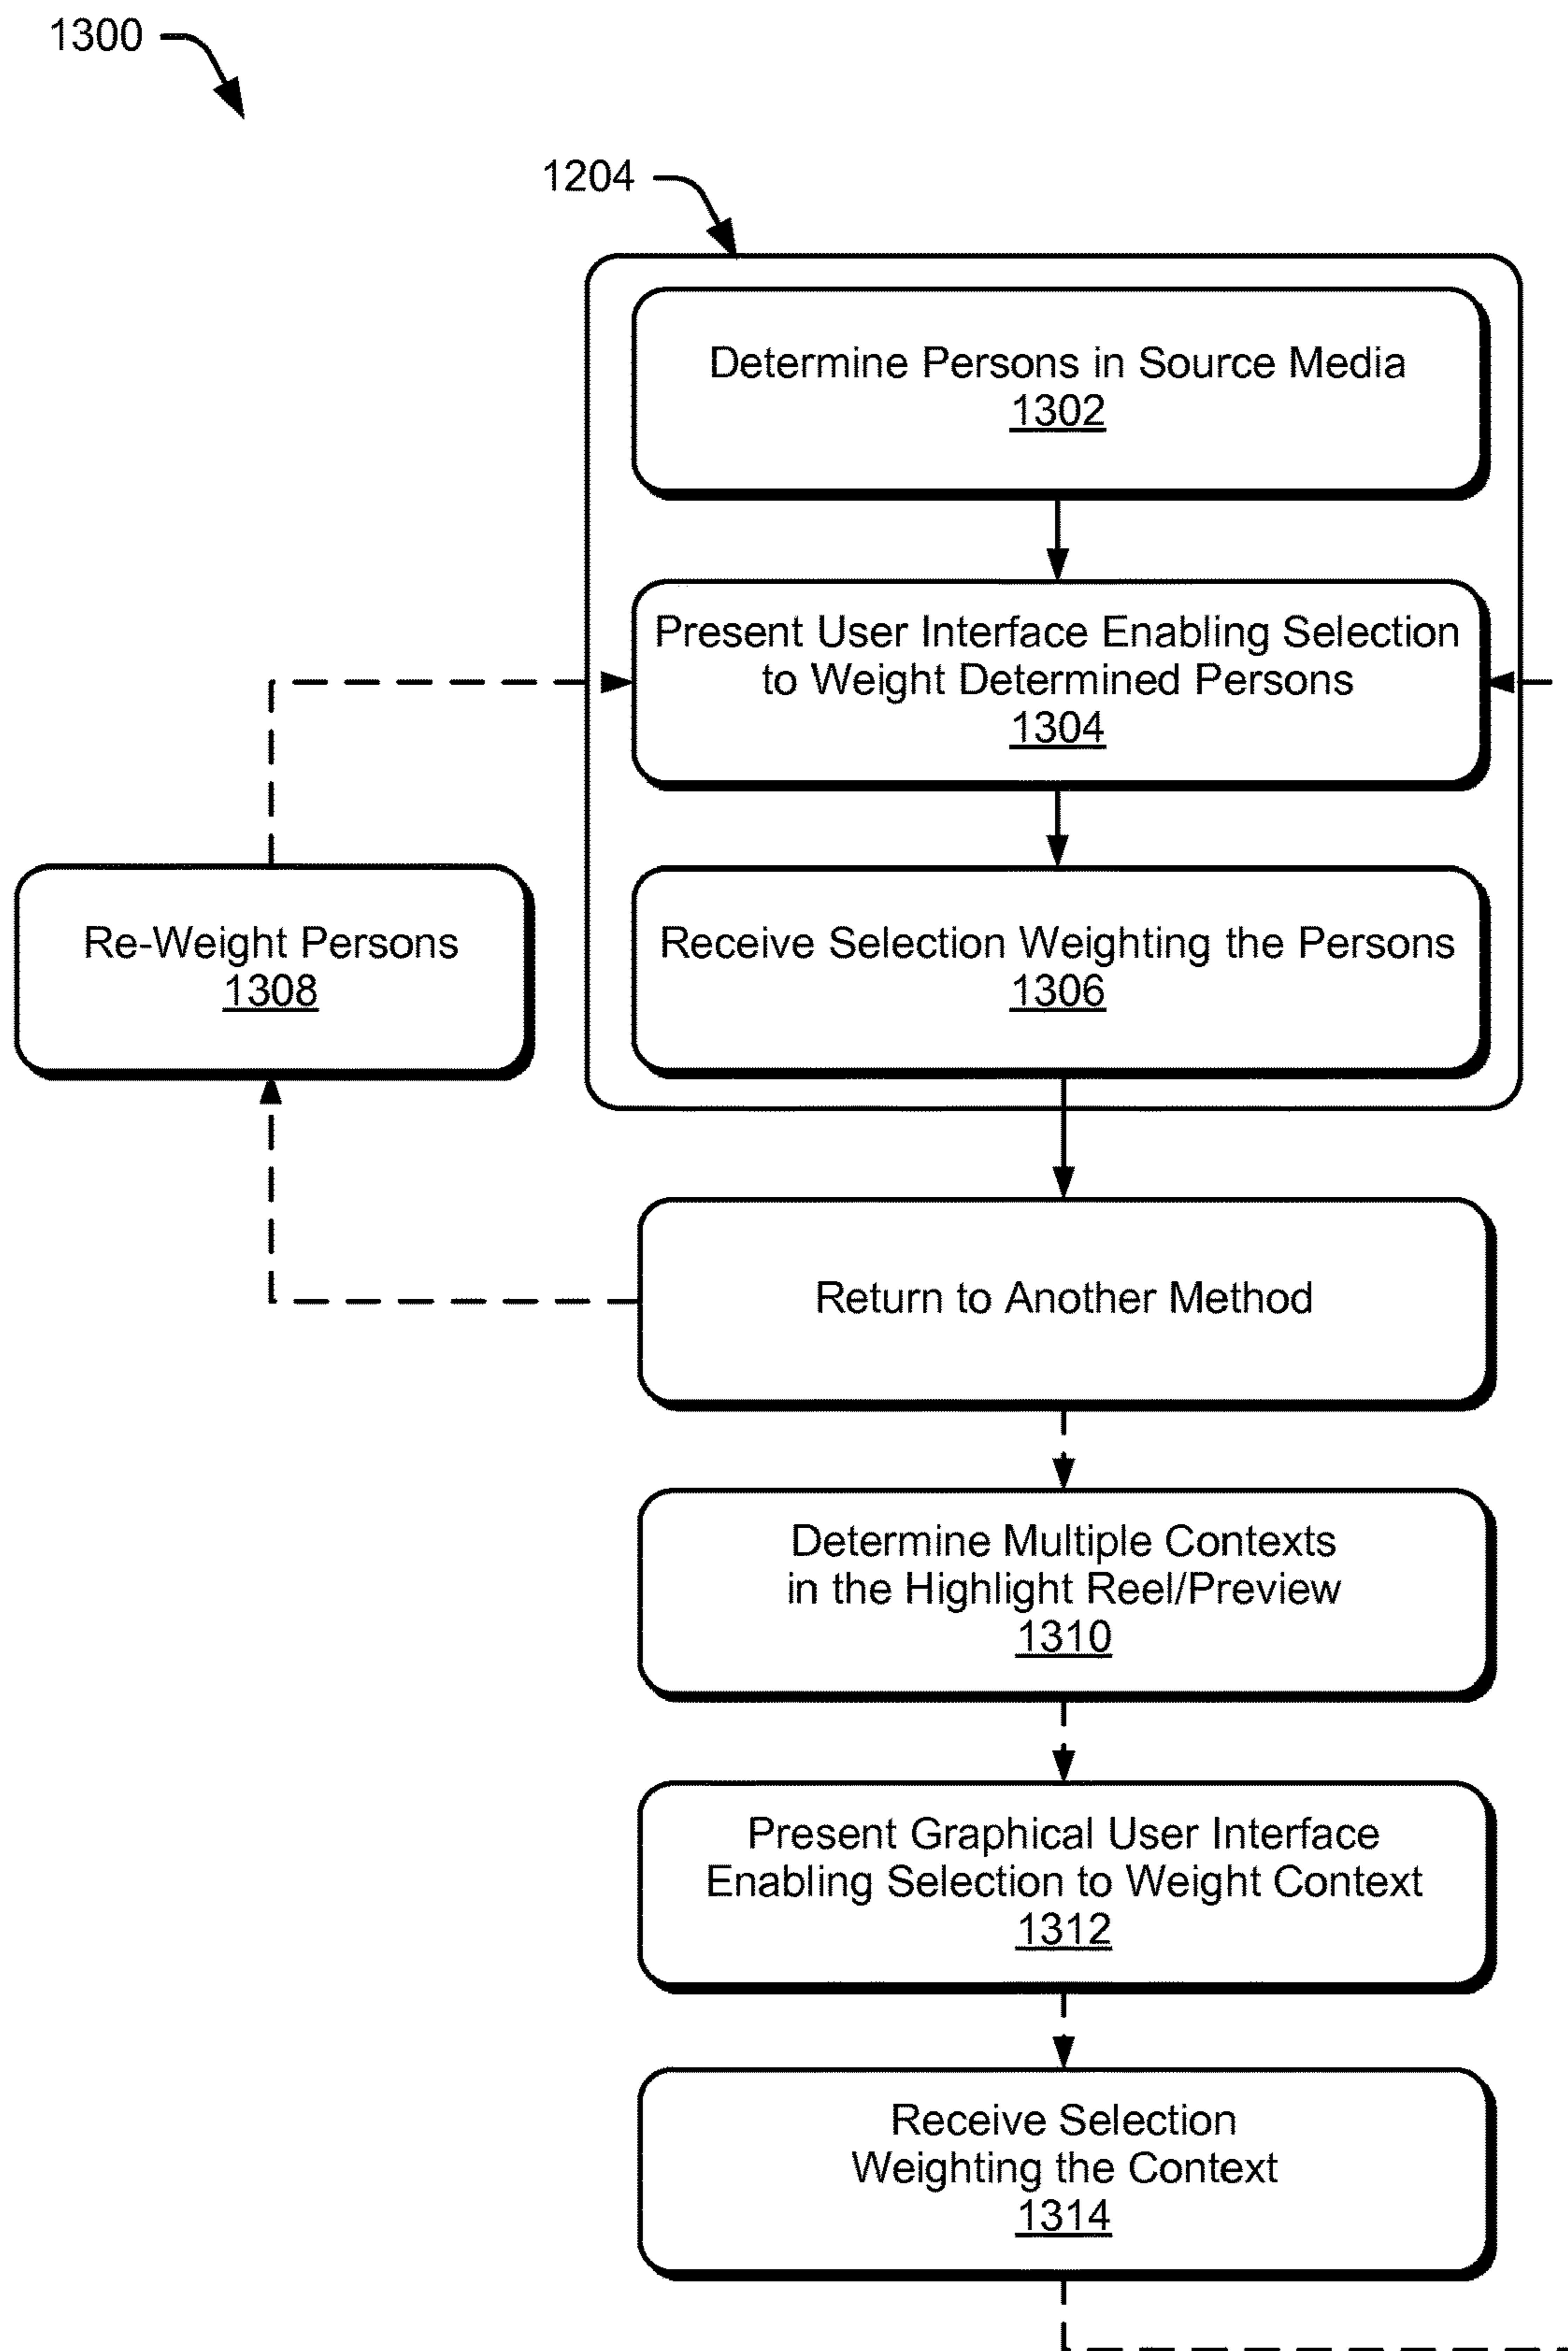 1300
1204
Determine Persons in Source Media
1302
Present User Interface Enabling Selection
to Weight Determined Persons
1304
Re-Weight Persons
1308
Receive Selection Weighting the Persons
1306
Return to Another Method
Determine Multiple Contexts
in the Highlight Reel/Preview
1310
Present Graphical User Interface
Enabling Selection to Weight Context
1312
Receive Selection
Weighting the Context
1314